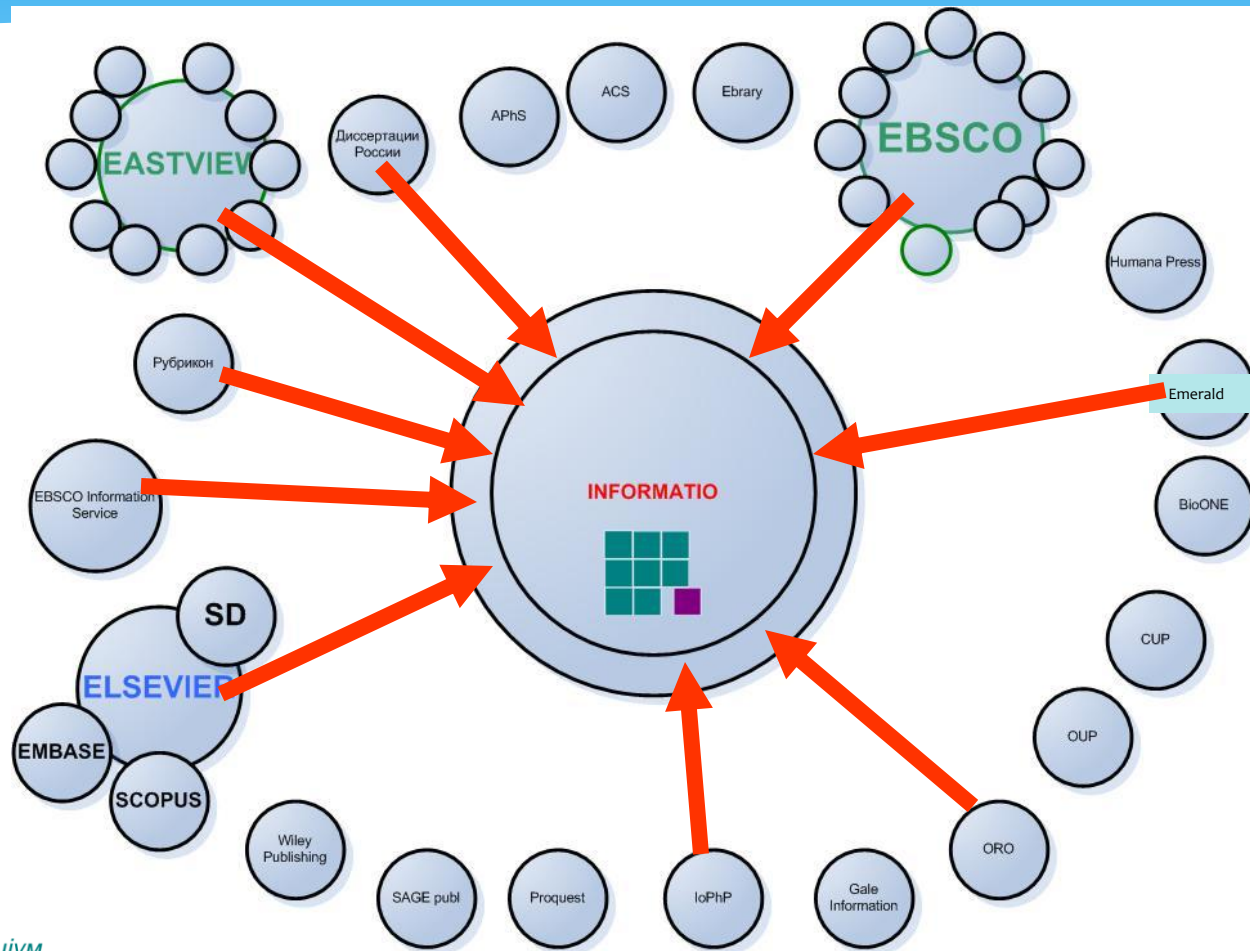 ACS
Ebrary
APhS
EBSCO
Диссертации
России
EASTVIEW
Humana Press
Рубрикон
Emerald
INFORMATIO
EBSCO Information
Service
BioONE
SD
CUP
ELSEVIER
OUP
EMBASE
SCOPUS
Wiley
Publishing
ORO
SAGE publ
Proquest
IoPhP
Gale
Information